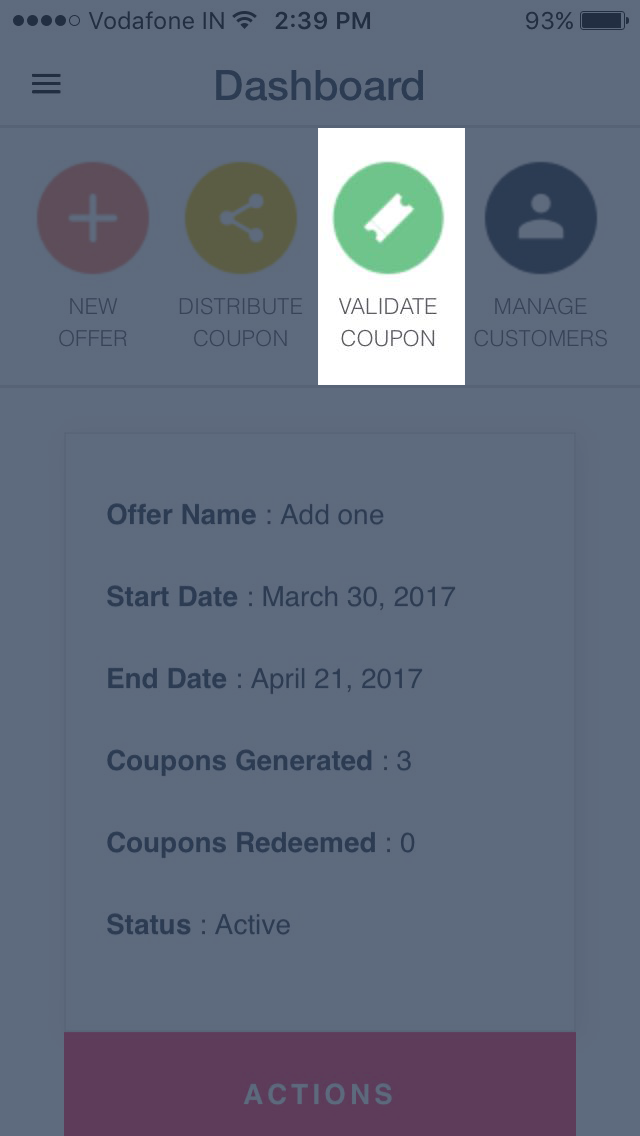 Vodafone IN 2:39 PM 93%
Dashboard
NEW OFFER
DISTRIBUTE COUPON
VALIDATE COUPON
MANAGE CUSTOMERS
Offer Name : Add one
Start Date : March 30, 2017
End Date : April 21, 2017
Coupons Generated : 3
Coupons Redeemed : 0
Status : Active
ACTIONS